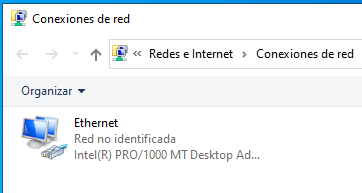 Conexiones de red
« Redes e Internet > Conexiones de red
Organizar
Ethernet
Red no identificada
Intel(R) PRO/1000 MT Desktop Ad...